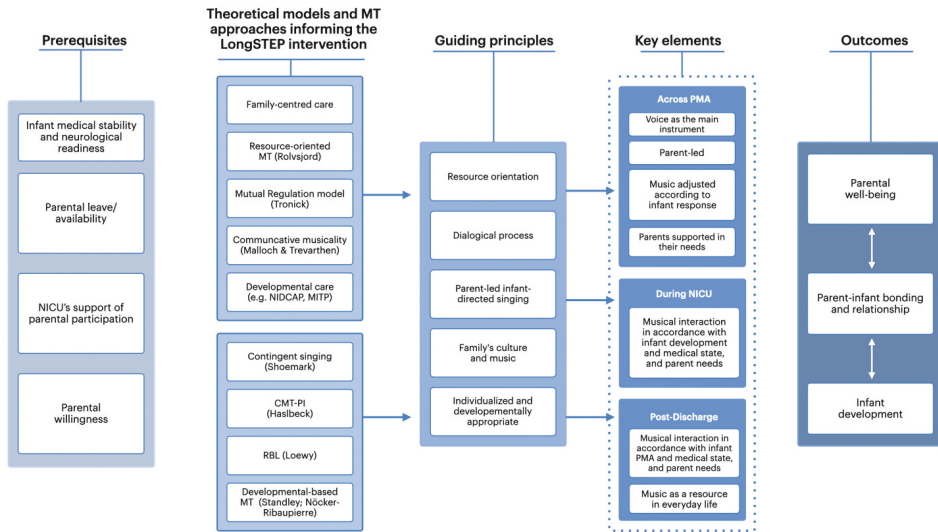 Prerequisites
Theoretical models and MT
approaches informing the
LongSTEP intervention
Guiding principles
Key elements
Outcomes
Infant medical stability
and neurological
readiness
Parental leave/
availability
NICU's support of
parental participation
Parental
willingness
Family-centred care
Resource-oriented
MT (Rolvsjord)
Mutual Regulation model
(Tronick)
Communcative musicality
(Malloch & Trevarthen)
Developmental care
(e.g. NIDCAP, MITP)
Contingent singing
(Shoemark)
CMT-PI
(Haslbeck)
RBL (Loewy)
Developmental-based
MT (Standley; Nöcker-
Ribaupierre)
Resource orientation
Dialogical process
Parent-led infant-
directed singing
Family's culture
and music
Individualized and
developementally
appropriate
Across PMA
Voice as the main
instrument
Parent-led
Music adjusted
according to
infant response
Parents supported in
their needs
During NICU
Musical interaction
in accordance with
infant development
and medical state,
and parent needs
Post-Discharge
Musical interaction in
accordance with infant
PMA and medical state,
and parent needs
Music as a resource
in everyday life
Parental
well-being
Parent-infant bonding
and relationship
Infant
development